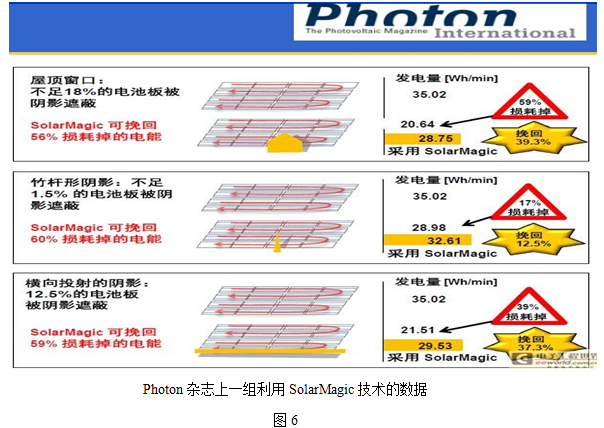 Photon
The Photovoltaic Magazine International
屋顶窗口：
不足18%的电池板被
阴影遮蔽
SolarMagic 可挽回
56% 损耗掉的电能
发电量 [Wh/min]
35.02
20.64
28.75
采用 SolarMagic
59%
损耗掉
挽回
39.3%
竹杆形阴影：不足
1.5% 的电池板被阴
影遮蔽
SolarMagic 可挽回
60% 损耗掉的电能
发电量 [Wh/min]
35.02
28.98
32.61
采用 SolarMagic
17%
损耗掉
挽回
12.5%
横向投射的阴影：
12.5%的电池板
被阴影遮蔽
SolarMagic 可挽回
59% 损耗掉的电能
发电量 [Wh/min]
35.02
21.51
29.53
采用 SolarMagic
39%
损耗掉
挽回
37.3%
电子工程世界
eeworld.com.cn
Photon 杂志上一组利用 SolarMagic 技术的数据
图 6